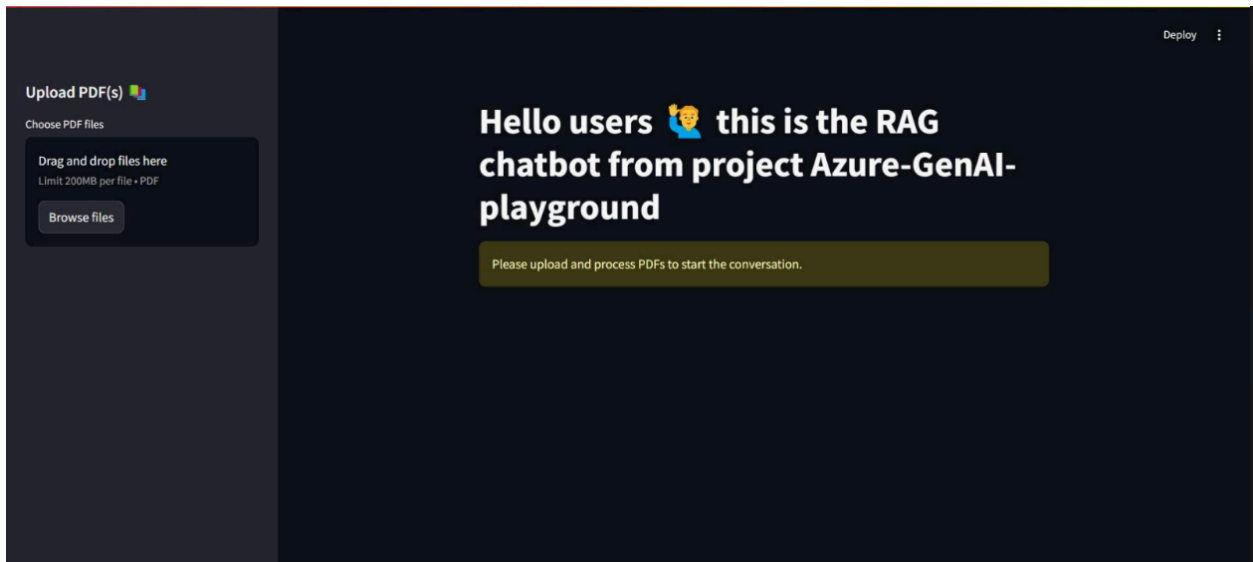 Deploy
Upload PDF(s)
Choose PDF files
Drag and drop files here
Limit 200MB per file • PDF
Browse files
Hello users 🙋‍♂️ this is the RAG
chatbot from project Azure-GenAI-
playground
Please upload and process PDFs to start the conversation.